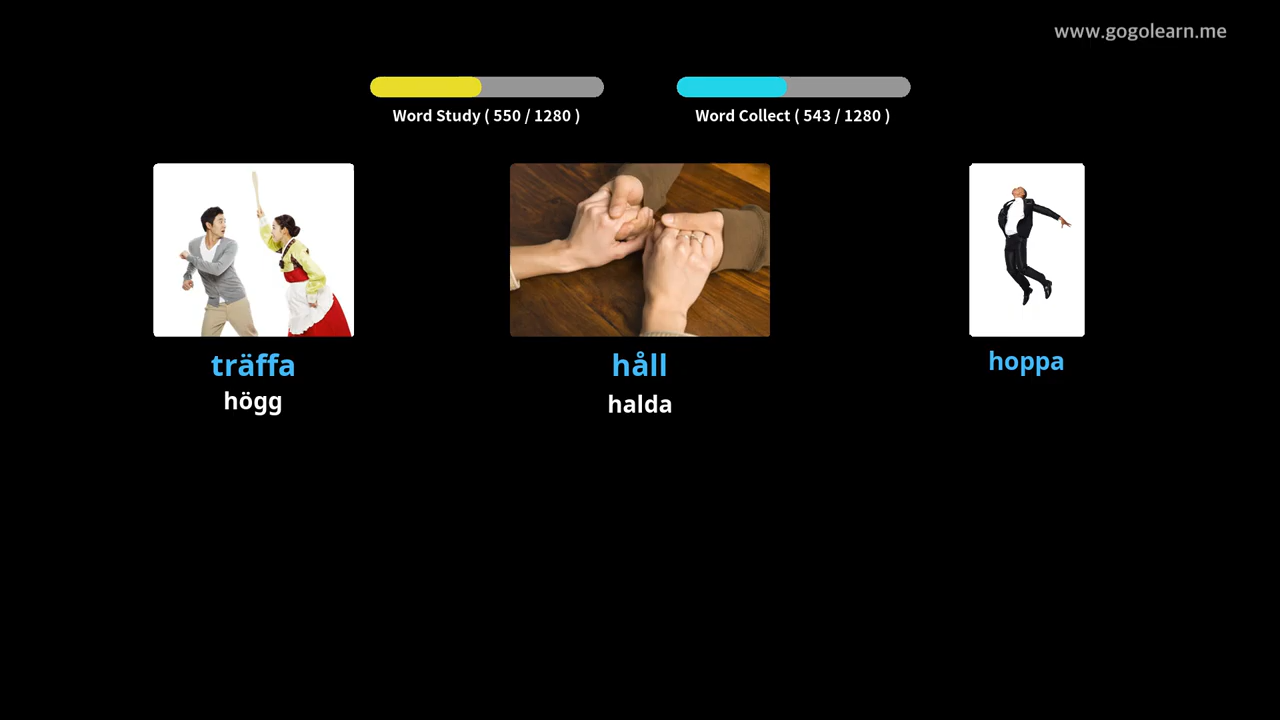 www.gogolearn.me
Word Study ( 550 / 1280 )
Word Collect ( 543 / 1280 )
träffa
högg
håll
halda
hoppa